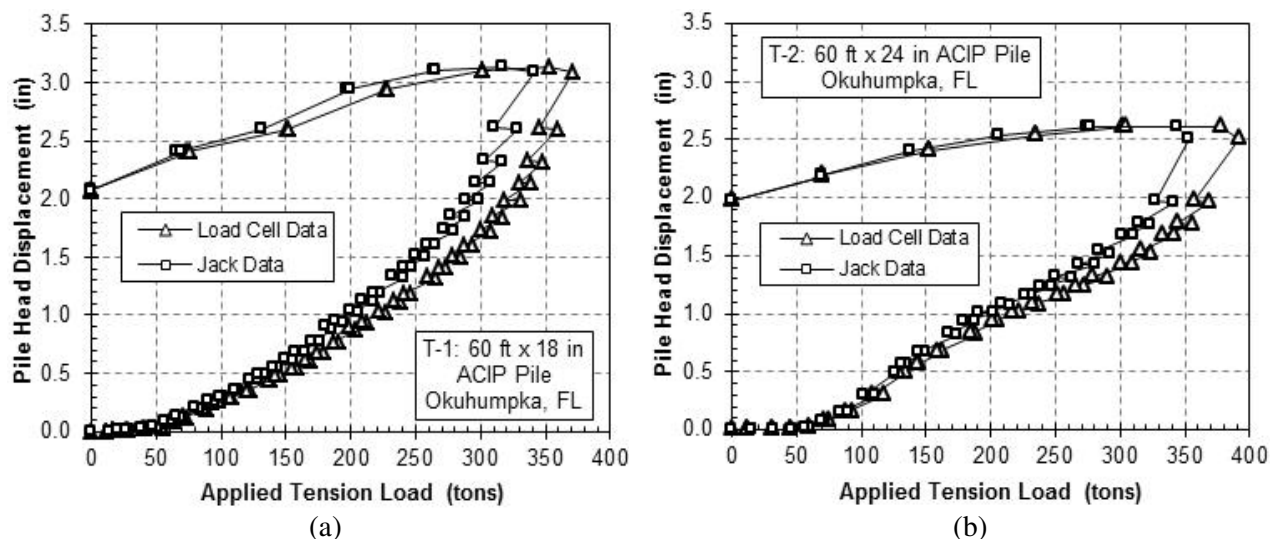 3.5
3.0
2.5
2.0
1.5
1.0
0.5
0.0
Pile Head Displacement (in)
Load Cell Data
Jack Data
T-1: 60 ft x 18 in
ACIP Pile
Okuhumpka, FL
0 50 100 150 200 250 300 350 400
Applied Tension Load (tons)
(a)
3.5
3.0
2.5
2.0
1.5
1.0
0.5
0.0
Pile Head Displacement (in)
T-2: 60 ft x 24 in ACIP Pile
Okuhumpka, FL
Load Cell Data
Jack Data
0 50 100 150 200 250 300 350 400
Applied Tension Load (tons)
(b)